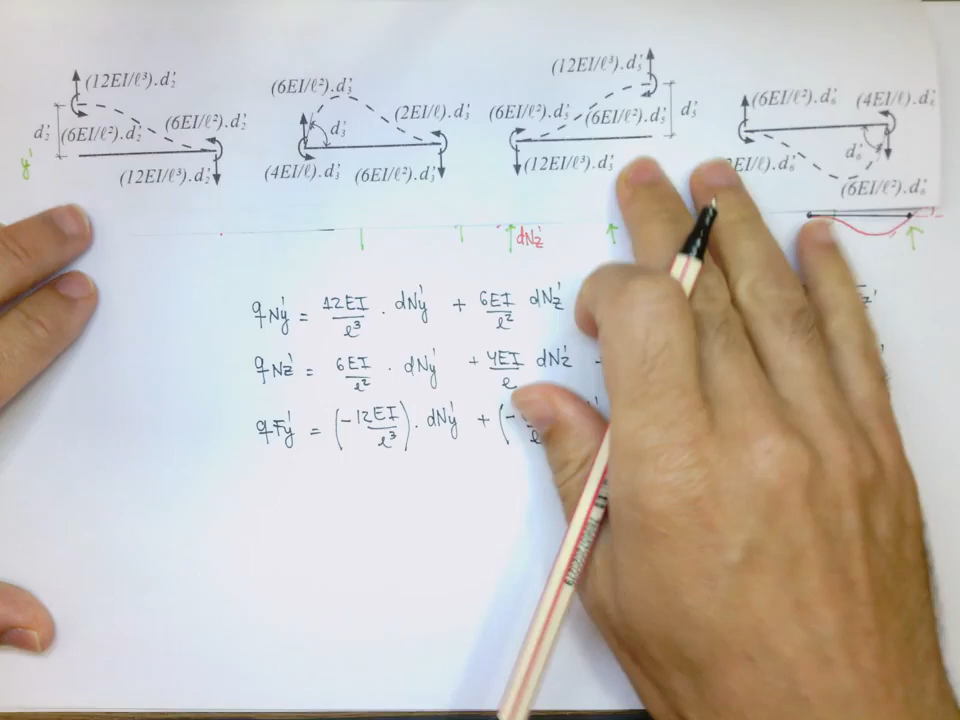 (12EI/ℓ³).d₂'
(6EI/ℓ²).d₃'
(12EI/ℓ³).d₅'
(6EI/ℓ²).d₆' (4EI/ℓ).d₆'
d₂' (6EI/ℓ²).d₂' (6EI/ℓ²).d₂'
d₃' (2EI/ℓ).d₃'
(6EI/ℓ²).d₅' (6EI/ℓ²).d₅' d₅'
y' (12EI/ℓ³).d₂'
(4EI/ℓ).d₃' (6EI/ℓ²).d₃'
(12EI/ℓ³).d₅'
EI/ℓ).d₆' d₆'
(6EI/ℓ²).d₆'
dNz'
qNy' = 12EI/ℓ³ . dNy' + 6EI/ℓ² dNz'
qNz' = 6EI/ℓ² . dNy' + 4EI/ℓ dNz'
qFy' = (-12EI/ℓ³) . dNy' + (-